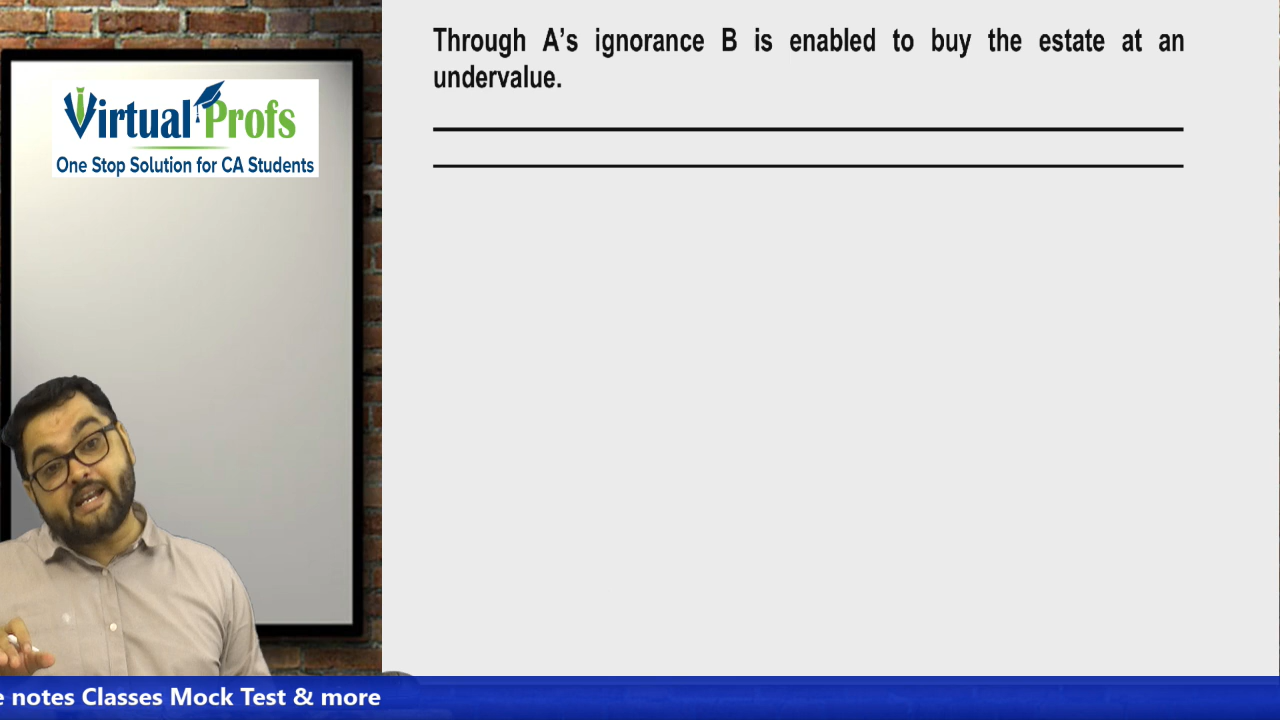 Through A's ignorance B is enabled to buy the estate at an
undervalue.
Virtual Profs
One Stop Solution for CA Students
e notes Classes Mock Test & more